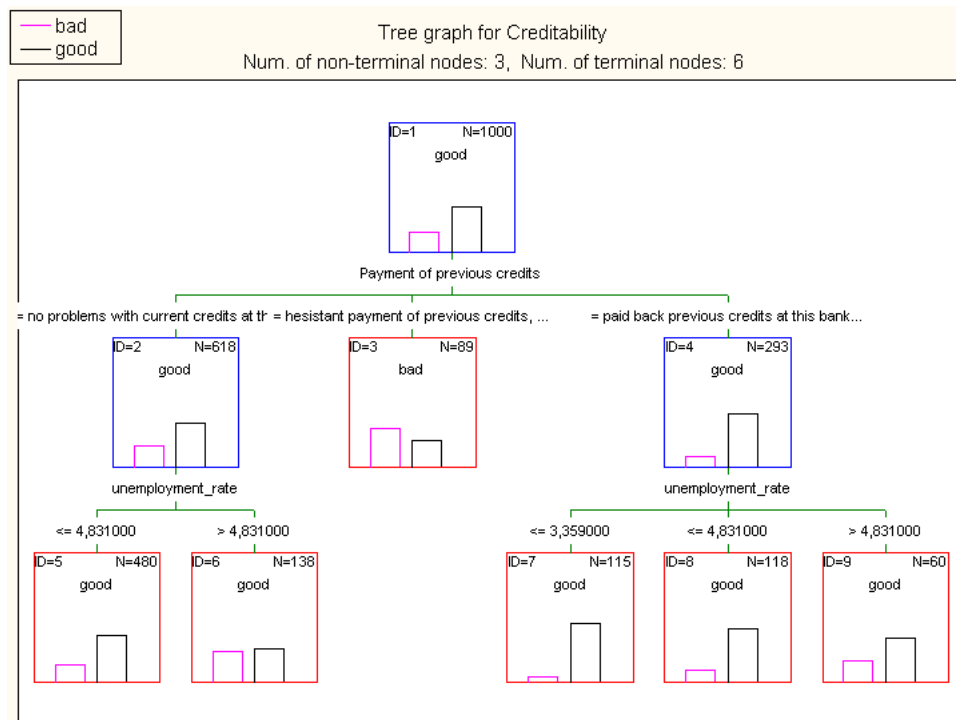 bad
good
Tree graph for Creditability
Num. of non-terminal nodes: 3, Num. of terminal nodes: 6
ID=1 N=1000
good
Payment of previous credits
= no problems with current credits at th = hesistant payment of previous credits, ... = paid back previous credits at this bank...
ID=2 N=618
good
ID=3 N=89
bad
ID=4 N=293
good
unemployment_rate
unemployment_rate
<= 4,831000 > 4,831000
<= 3,359000 <= 4,831000 > 4,831000
ID=5 N=480
good
ID=6 N=138
good
ID=7 N=115
good
ID=8 N=118
good
ID=9 N=60
good